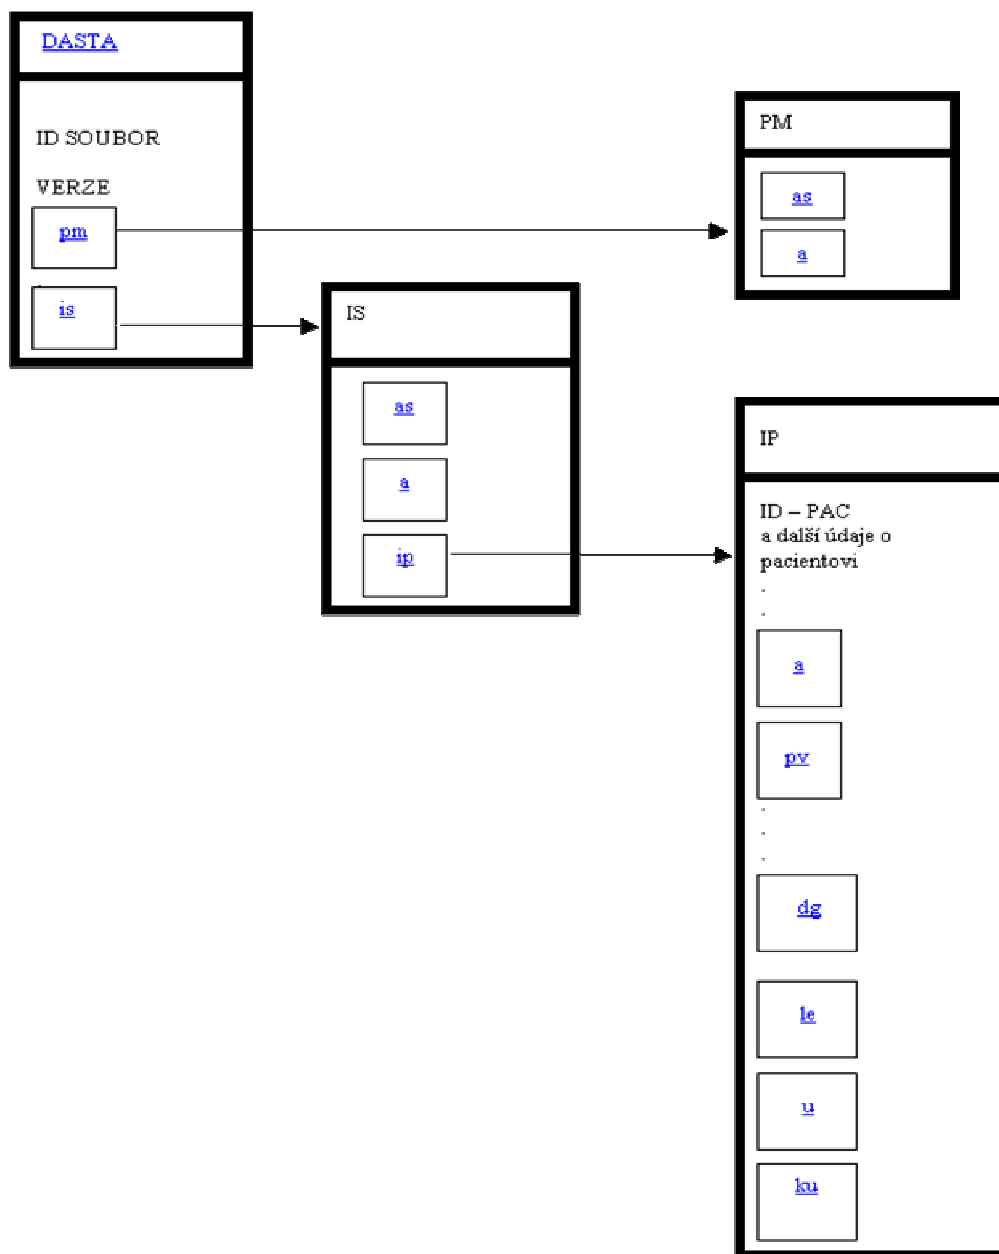 DASTA
ID SOUBOR
VERZE
pm
is
PM
as
a
IS
as
a
ip
IP
ID – PAC
a další údaje o
pacientovi
.
.
a
pv
.
.
.
dg
le
u
ku